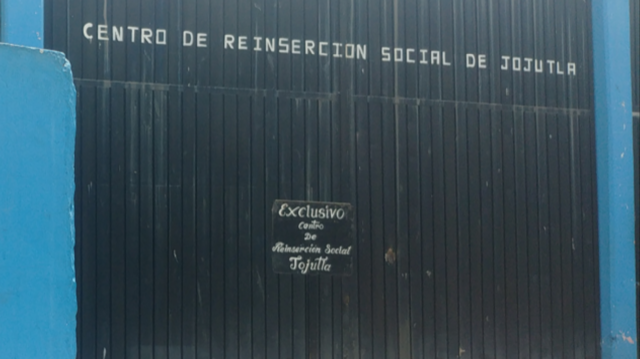 CENTRO DE REINSERCION SOCIAL DE JOJUTLA
Exclusivo
Centro
De
Reinserción Social
Jojutla